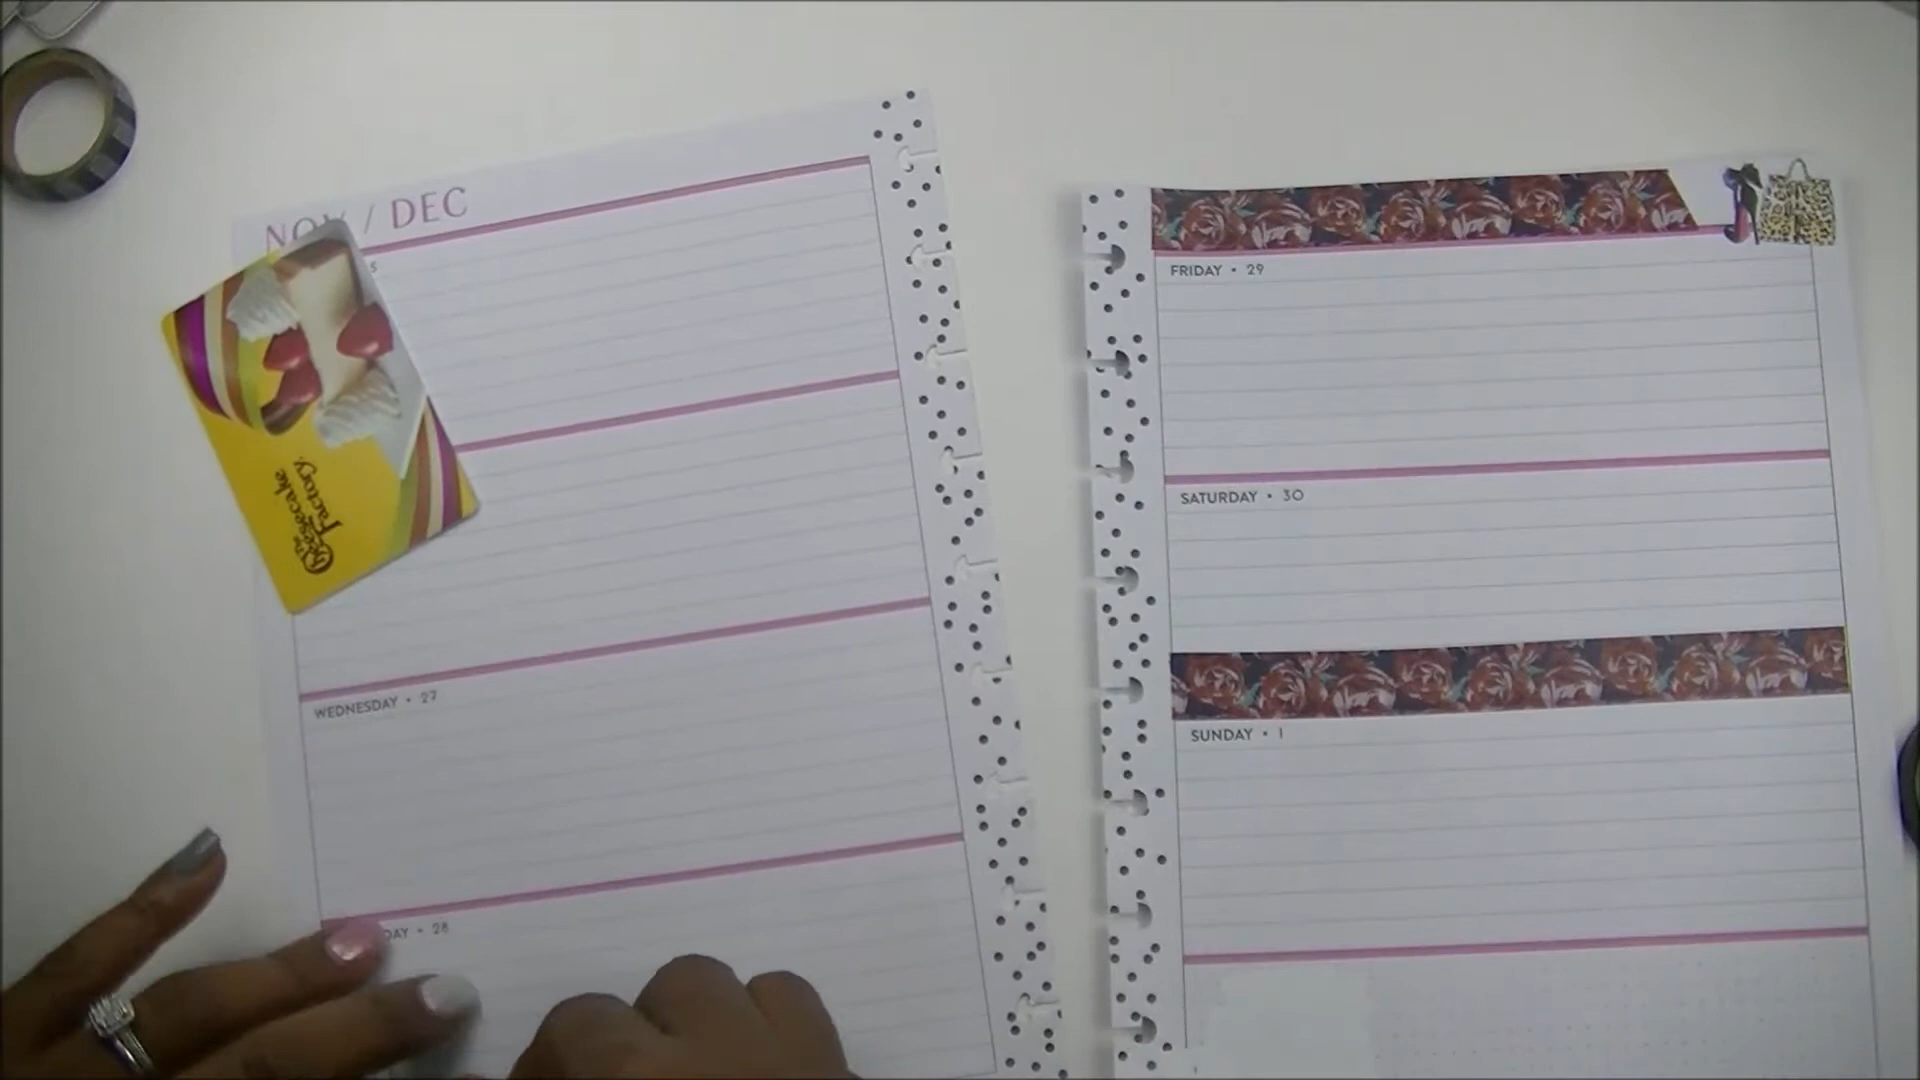 NOV / DEC
The
Cheesecake
Factory.
WEDNESDAY • 27
DAY • 28
FRIDAY • 29
SATURDAY • 30
SUNDAY • 1